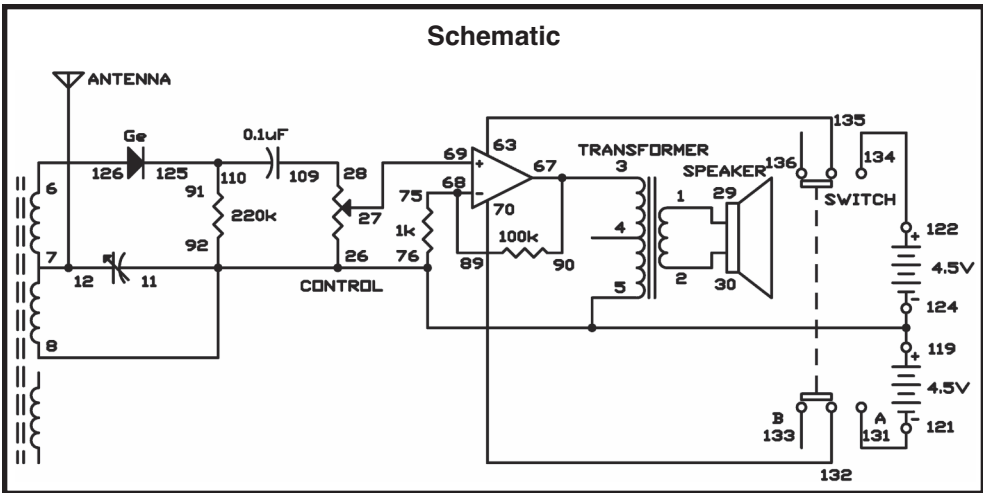 Schematic
ANTENNA
Ge
0.1uF
135
63
TRANSFORMER
69 + 67 3 136 134
126 125 110 109 28 SPEAKER
6 91 68 - 1 29 SWITCH
75 70
220k 27 122
1k 4 +
92 100k 4.5V
7 26 76 89 90 2
12 11 CONTROL 5 30 - 124
8 119
+
4.5V
B A -
133 131 121
132